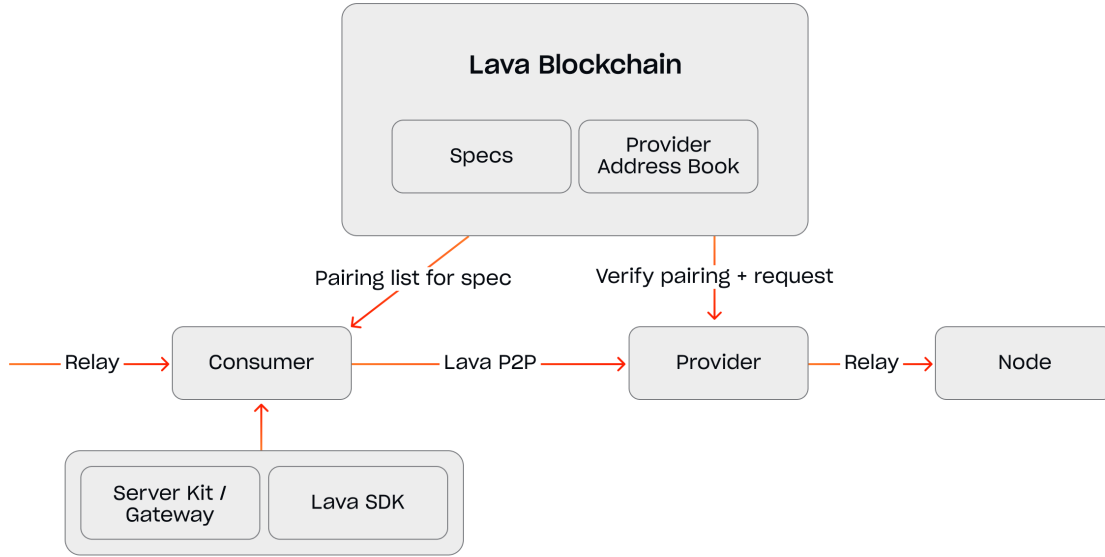 Lava Blockchain
Specs
Provider
Address Book
Pairing list for spec
Verify pairing + request
Relay
Consumer
Lava P2P
Provider
Relay
Node
Server Kit /
Gateway
Lava SDK